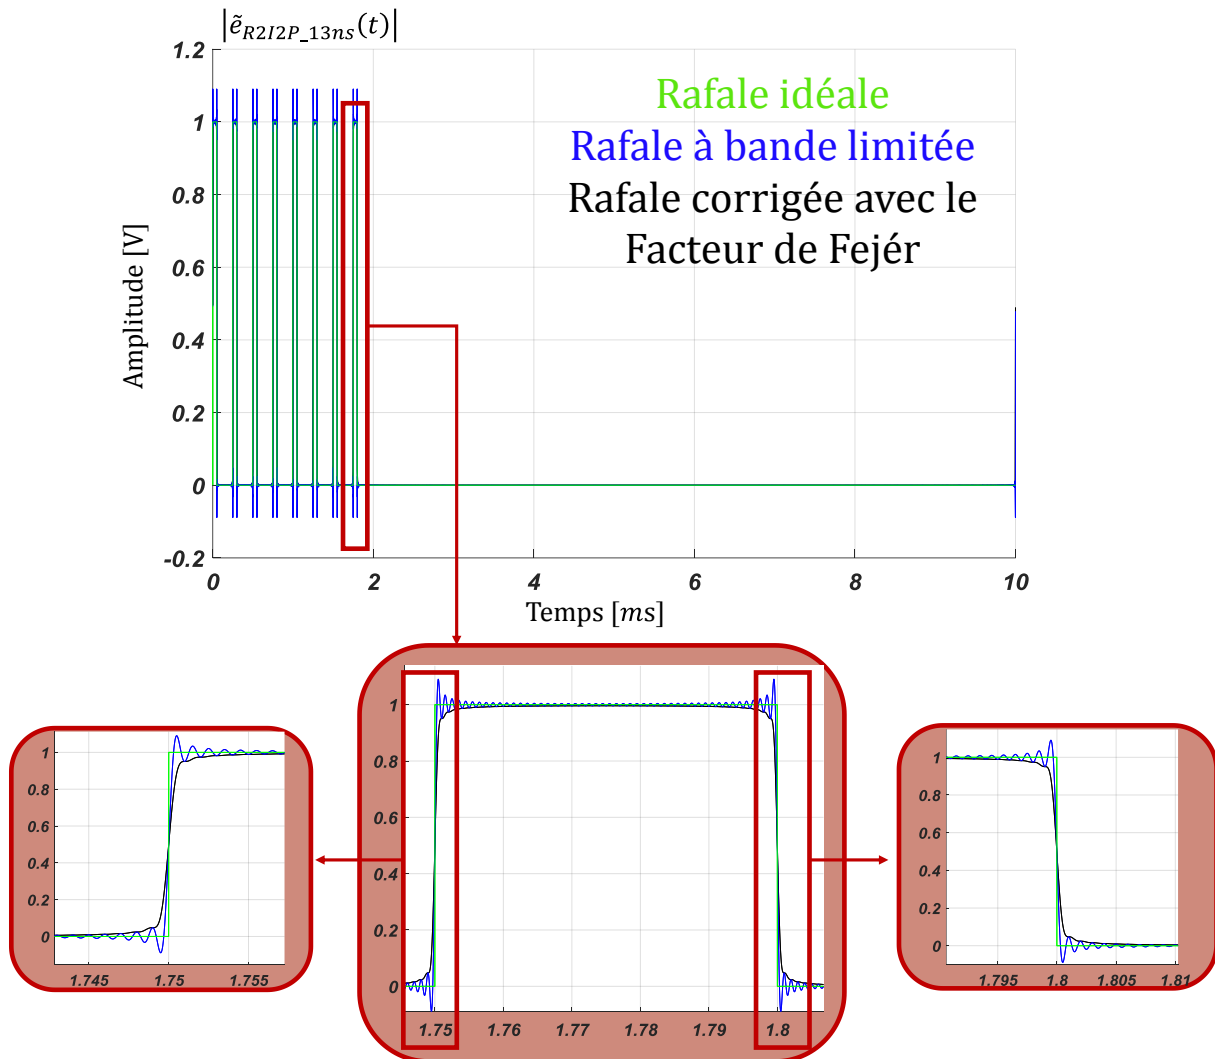 |ẽ_{R2I2P_13ns}(t)|
1.2
1
0.8
0.6
0.4
0.2
0
-0.2
Amplitude [V]
Rafale idéale
Rafale à bande limitée
Rafale corrigée avec le
Facteur de Fejér
0 2 4 6 8 10
Temps [ms]
1
0.8
0.6
0.4
0.2
0
1.745 1.75 1.755
1
0.8
0.6
0.4
0.2
0
1.75 1.76 1.77 1.78 1.79 1.8
1
0.8
0.6
0.4
0.2
0
1.795 1.8 1.805 1.81